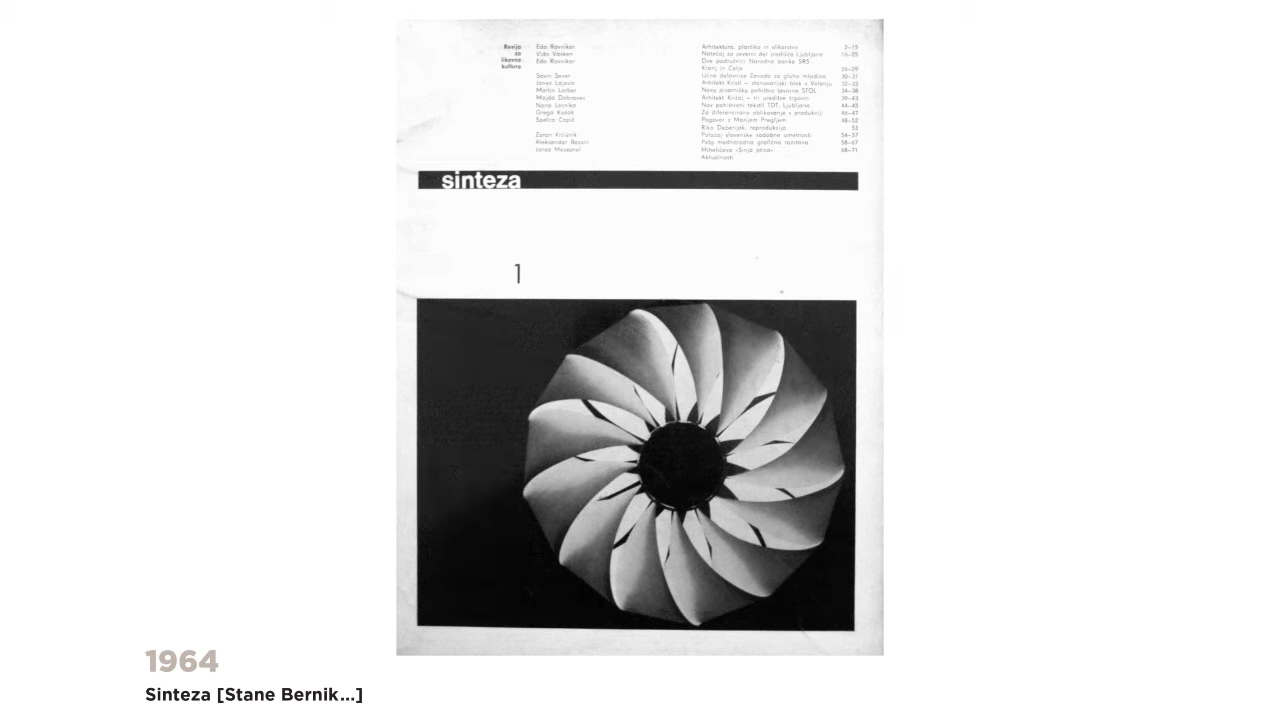 Revija
za
likovno
kulturo
Edo Ravnikar
Vida Vaisken
Edo Ravnikar
Savin Sever
Janez Lajovic
Martin Lorber
Majda Dobravec
Nana Lesnika
Grega Košak
Spelca Čopič
Zoran Kržišnik
Aleksander Bassin
Janez Mesesnel
Arhitektura, plastika in slikarstvo 2–15
Natečaj za severni del središča Ljubljane 16–25
Dve podružnici Narodne banke SRS
Kranj in Celje 26–29
Učne delavnice Zavoda za gluho mladino 30–31
Arhitekt Kristl – stanovanjski blok v Velenju 32–33
Novo pisarniško pohištvo tovarne STOL 34–38
Arhitekt Križaj – tri ureditve trgovin 39–43
Nov pohištveni tekstil TDT, Ljubljana 44–45
Za diferencirano oblikovanje v produkciji 46–47
Pogovor z Marijem Pregljem 48–52
Riko Debenjak, reprodukcija 53
Položaj slovenske sodobne umetnosti 54–57
Peta mednarodna grafična razstava 58–67
Miheličeva »Sinja ptica« 68–71
Aktualnosti
sinteza
1
1964
Sinteza [Stane Bernik...]